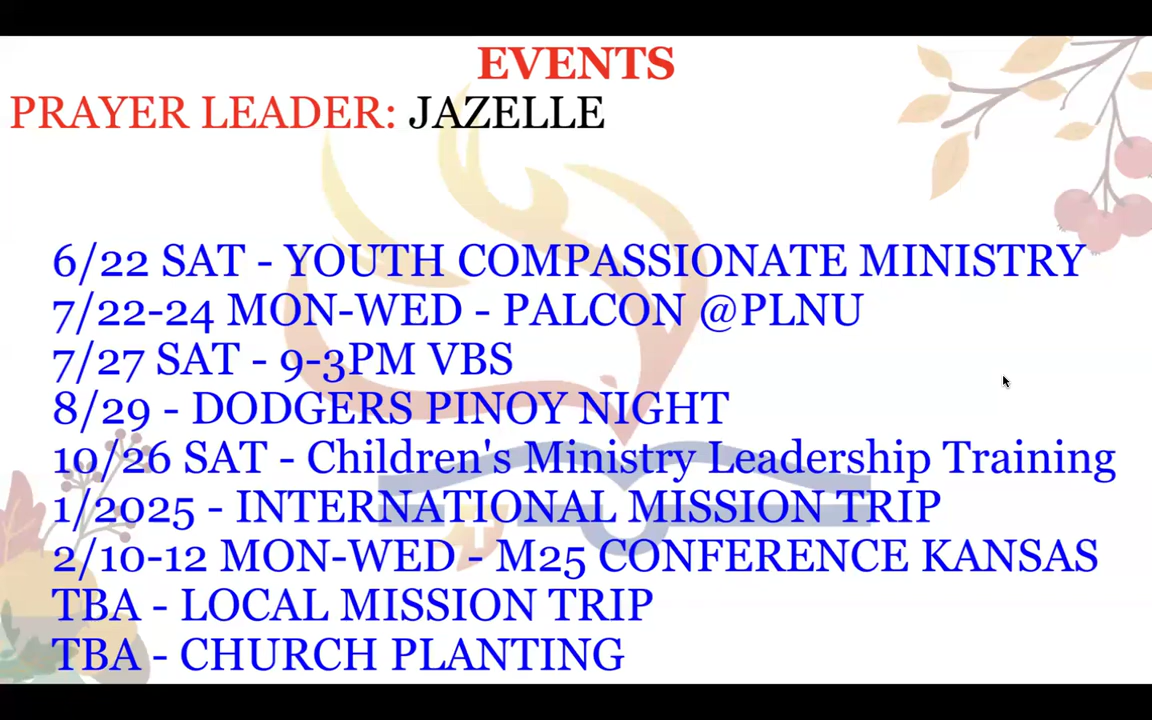 EVENTS
PRAYER LEADER: JAZELLE
6/22 SAT - YOUTH COMPASSIONATE MINISTRY
7/22-24 MON-WED - PALCON @PLNU
7/27 SAT - 9-3PM VBS
8/29 - DODGERS PINOY NIGHT
10/26 SAT - Children's Ministry Leadership Training
1/2025 - INTERNATIONAL MISSION TRIP
2/10-12 MON-WED - M25 CONFERENCE KANSAS
TBA - LOCAL MISSION TRIP
TBA - CHURCH PLANTING